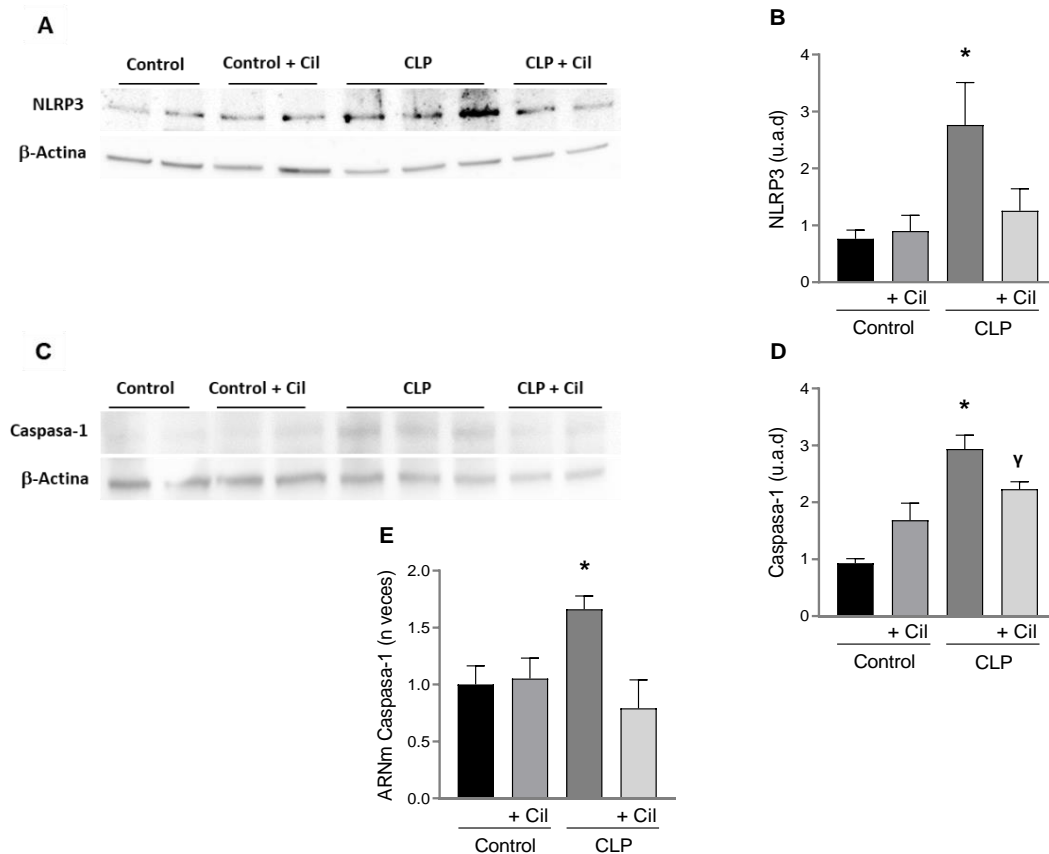 A
Control Control + Cil CLP CLP + Cil
NLRP3
β-Actina
B
NLRP3 (u.a.d)
4
3
2
1
0
*
+ Cil + Cil
Control CLP
C
Control Control + Cil CLP CLP + Cil
Caspasa-1
β-Actina
D
Caspasa-1 (u.a.d)
4
3
2
1
0
*
γ
+ Cil + Cil
Control CLP
E
ARNm Caspasa-1 (n veces)
2.0
1.5
1.0
0.5
0.0
*
+ Cil + Cil
Control CLP